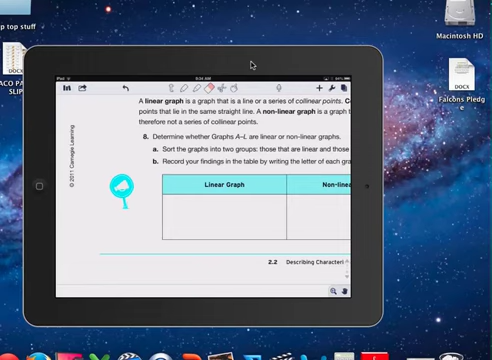 p top stuff
DOCX
ACO PA
SLIP
Macintosh HD
DOCX
Falcons Pledg
e
iPad
9:34 AM
A linear graph is a graph that is a line or a series of collinear points. C
points that lie in the same straight line. A non-linear graph is a graph t
therefore not a series of collinear points.
8. Determine whether Graphs A–L are linear or non-linear graphs.
a. Sort the graphs into two groups: those that are linear and those
b. Record your findings in the table by writing the letter of each gra
Linear Graph
Non-linea
2.2 Describing Characteri
© 2011 Carnegie Learning